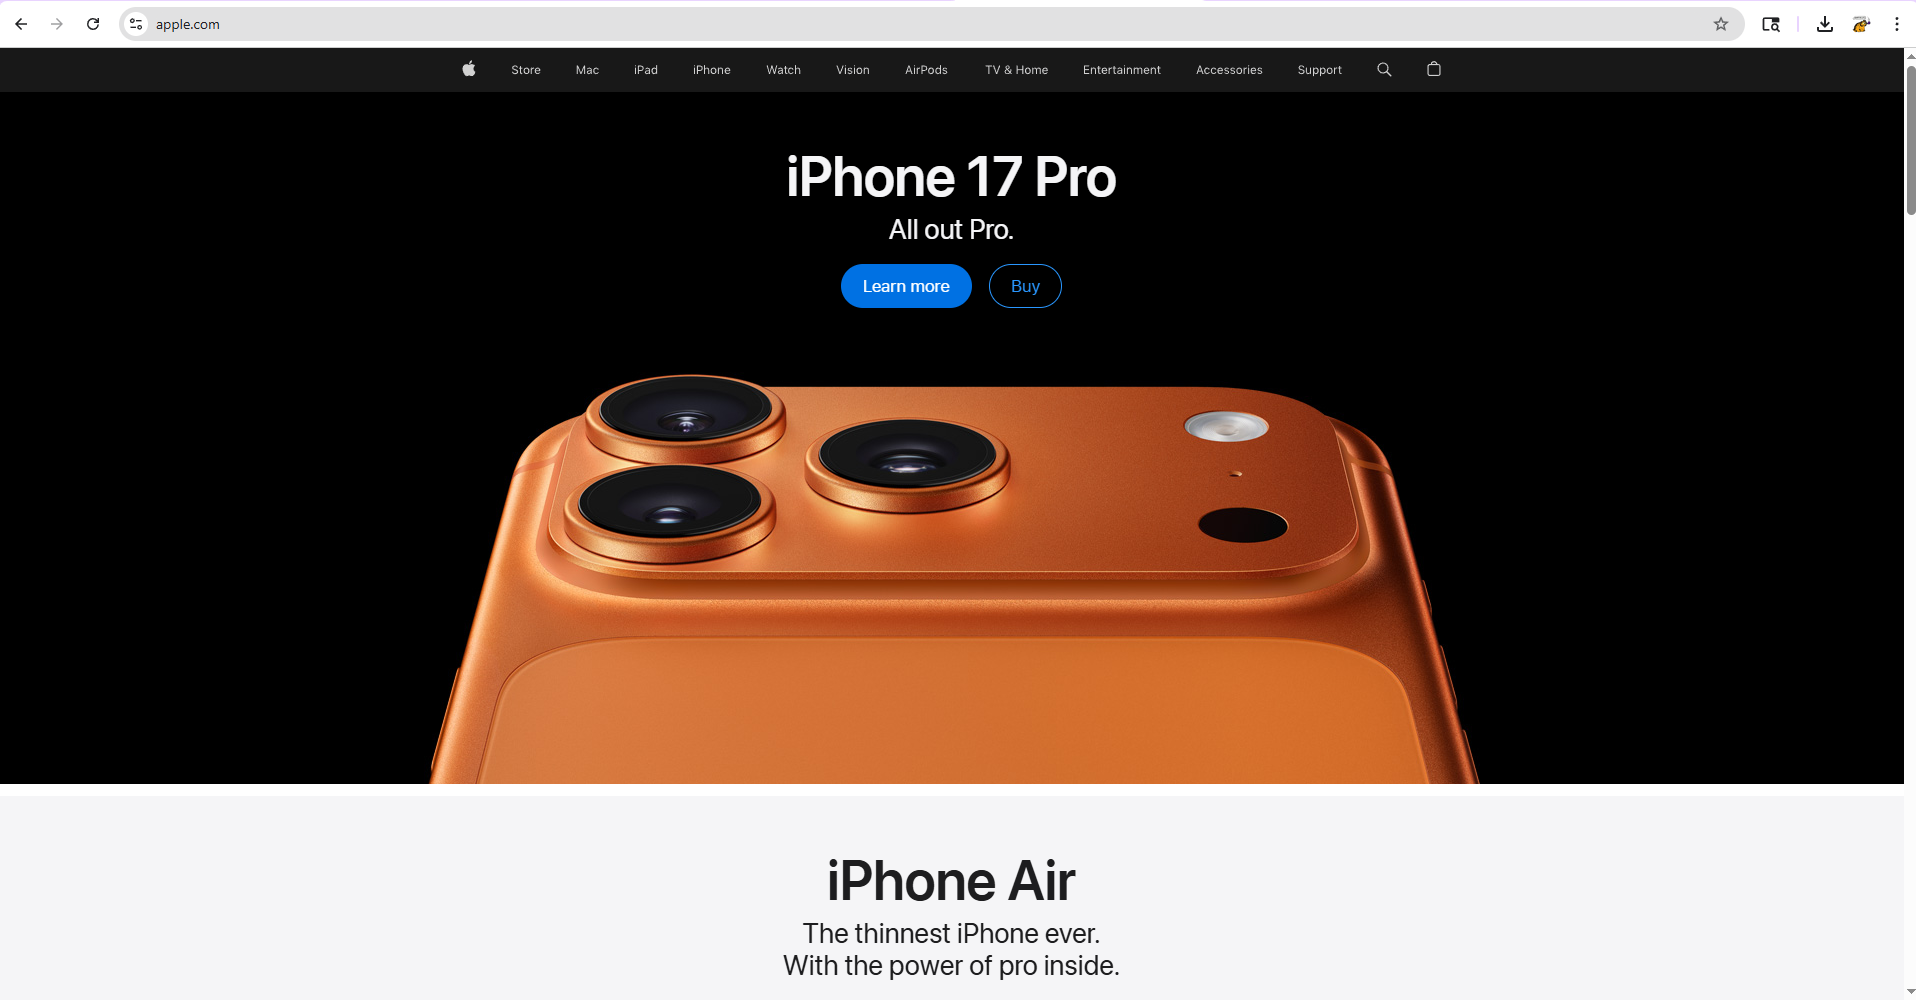 apple.com
Store Mac iPad iPhone Watch Vision AirPods TV & Home Entertainment Accessories Support
iPhone 17 Pro
All out Pro.
Learn more Buy
iPhone Air
The thinnest iPhone ever.
With the power of pro inside.